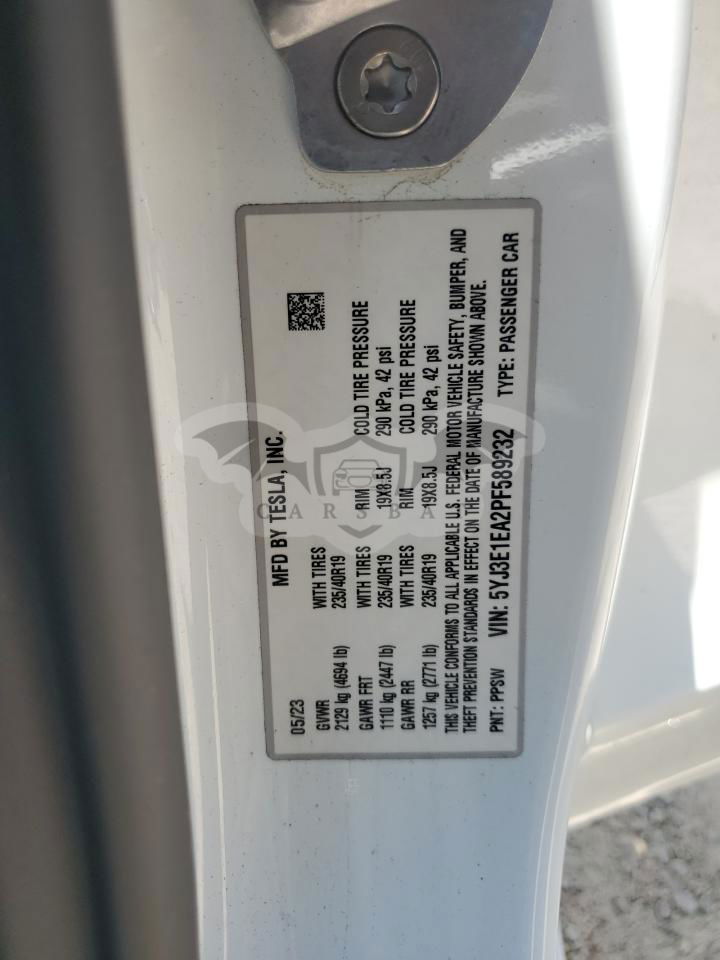 MFD BY TESLA, INC.
05/23
GVWR WITH TIRES
2129 kg (4694 lb) 235/40R19
GAWR FRT WITH TIRES RIM COLD TIRE PRESSURE
1110 kg (2447 lb) 235/40R19 19X8.5J 290 kPa, 42 psi
GAWR RR WITH TIRES RIM COLD TIRE PRESSURE
1257 kg (2771 lb) 235/40R19 19X8.5J 290 kPa, 42 psi
THIS VEHICLE CONFORMS TO ALL APPLICABLE U.S. FEDERAL MOTOR VEHICLE SAFETY, BUMPER, AND
THEFT PREVENTION STANDARDS IN EFFECT ON THE DATE OF MANUFACTURE SHOWN ABOVE.
PNT: PPSW VIN: 5YJ3E1EA2PF589232 TYPE: PASSENGER CAR